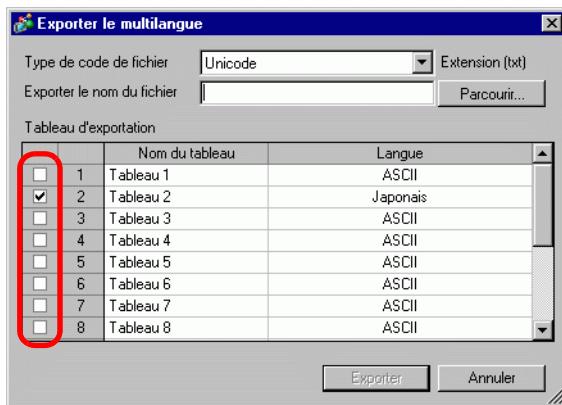 Exporter le multilangue
Type de code de fichier Unicode Extension (txt)
Exporter le nom du fichier Parcourir...
Tableau d'exportation
Nom du tableau Langue
1 Tableau 1 ASCII
2 Tableau 2 Japonais
3 Tableau 3 ASCII
4 Tableau 4 ASCII
5 Tableau 5 ASCII
6 Tableau 6 ASCII
7 Tableau 7 ASCII
8 Tableau 8 ASCII
Exporter Annuler